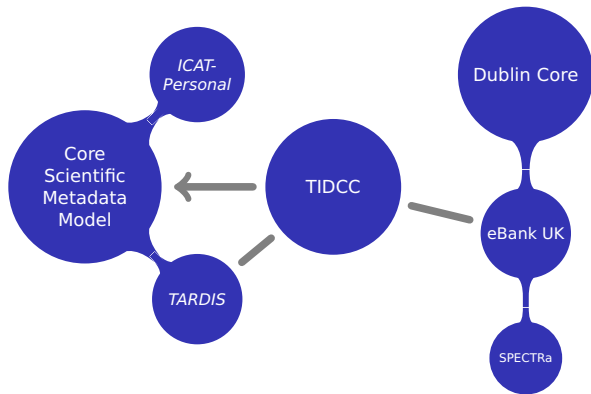 ICAT-
Personal
Core
Scientific
Metadata
Model
TARDIS
TIDCC
Dublin Core
eBank UK
SPECTRa